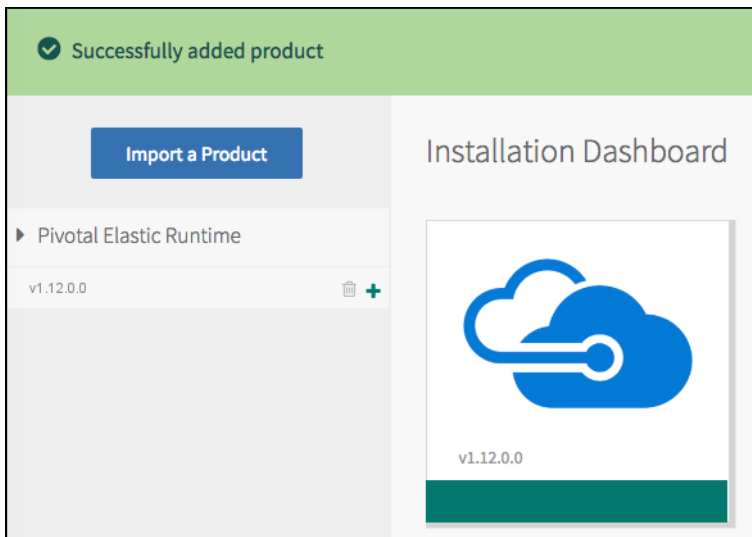 Successfully added product
Import a Product
Installation Dashboard
Pivotal Elastic Runtime
v1.12.0.0
v1.12.0.0